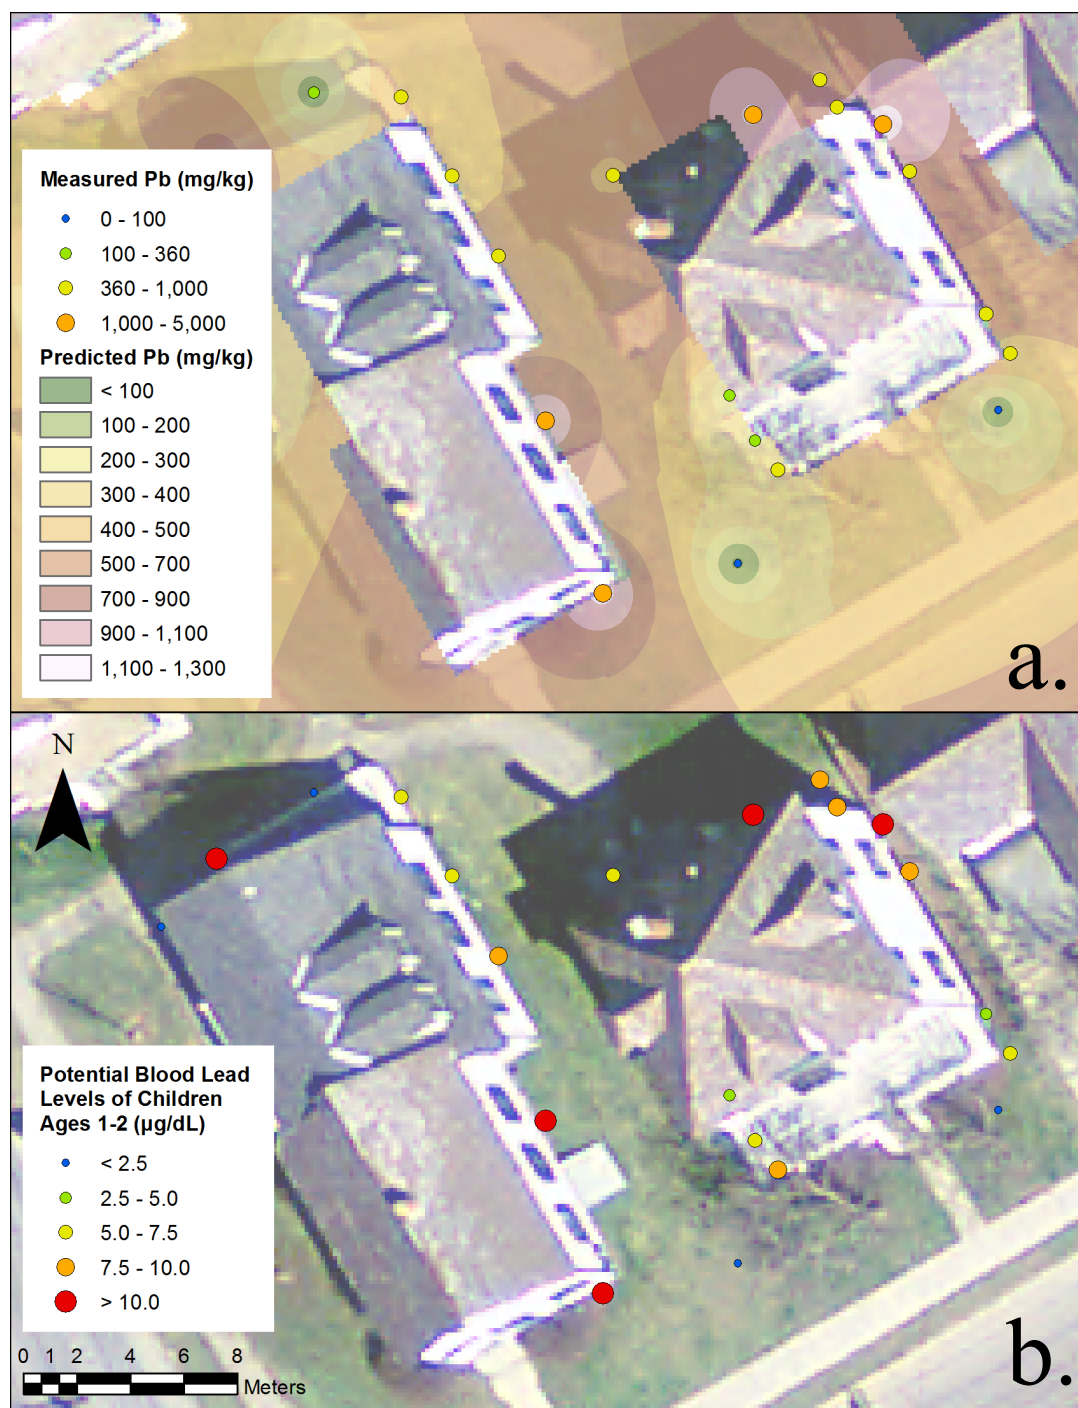 Measured Pb (mg/kg)
0 - 100
100 - 360
360 - 1,000
1,000 - 5,000
Predicted Pb (mg/kg)
< 100
100 - 200
200 - 300
300 - 400
400 - 500
500 - 700
700 - 900
900 - 1,100
1,100 - 1,300
a.
N
Potential Blood Lead
Levels of Children
Ages 1-2 (µg/dL)
< 2.5
2.5 - 5.0
5.0 - 7.5
7.5 - 10.0
> 10.0
0 1 2 4 6 8
Meters
b.